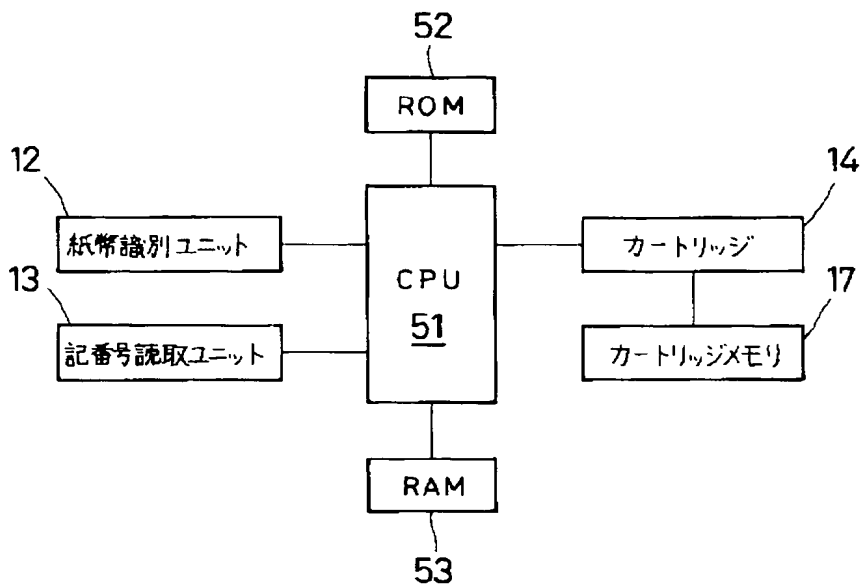 52
ROM
12
14
紙幣識別ユニット
カートリッジ
CPU
51
13
17
記番号読取ユニット
カートリッジメモリ
RAM
53